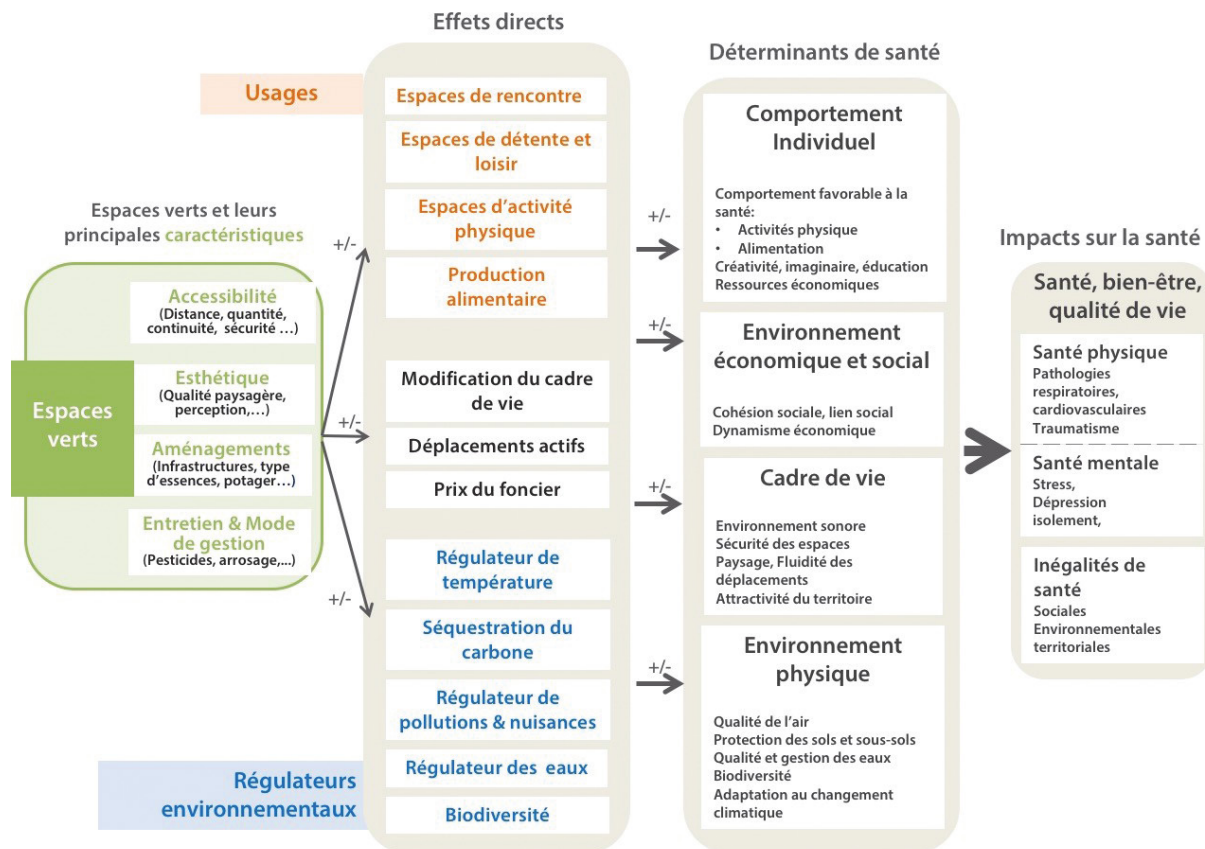 Espaces verts et leurs
principales caractéristiques
Espaces
verts
Accessibilité
(Distance, quantité,
continuité, sécurité …)
Esthétique
(Qualité paysagère,
perception,…)
Aménagements
(Infrastructures, type
d'essences, potager…)
Entretien & Mode
de gestion
(Pesticides, arrosage,...)
+/-
+/-
+/-
Usages
Régulateurs
environnementaux
Effets directs
Espaces de rencontre
Espaces de détente et
loisir
Espaces d'activité
physique
Production
alimentaire
Modification du cadre
de vie
Déplacements actifs
Prix du foncier
Régulateur de
température
Séquestration du
carbone
Régulateur de
pollutions & nuisances
Régulateur des eaux
Biodiversité
+/-
+/-
+/-
+/-
Déterminants de santé
Comportement
Individuel
Comportement favorable à la
santé:
• Activités physique
• Alimentation
Créativité, imaginaire, éducation
Ressources économiques
Environnement
économique et social
Cohésion sociale, lien social
Dynamisme économique
Cadre de vie
Environnement sonore
Sécurité des espaces
Paysage, Fluidité des
déplacements
Attractivité du territoire
Environnement
physique
Qualité de l'air
Protection des sols et sous-sols
Qualité et gestion des eaux
Biodiversité
Adaptation au changement
climatique
Impacts sur la santé
Santé, bien-être,
qualité de vie
Santé physique
Pathologies
respiratoires,
cardiovasculaires
Traumatisme
Santé mentale
Stress,
Dépression
isolement,
Inégalités de
santé
Sociales
Environnementales
territoriales